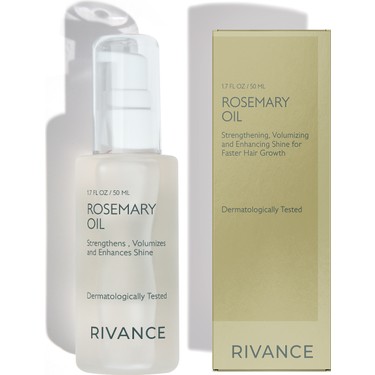 1.7 FL OZ / 50 ML
ROSEMARY
OIL
Strengthens , Volumizes
and Enhances Shine
Dermatologically Tested
RIVANCE
1.7 FL OZ / 50 ML
ROSEMARY
OIL
Strengthening, Volumizing
and Enhancing Shine for
Faster Hair Growth
Dermatologically Tested
RIVANCE